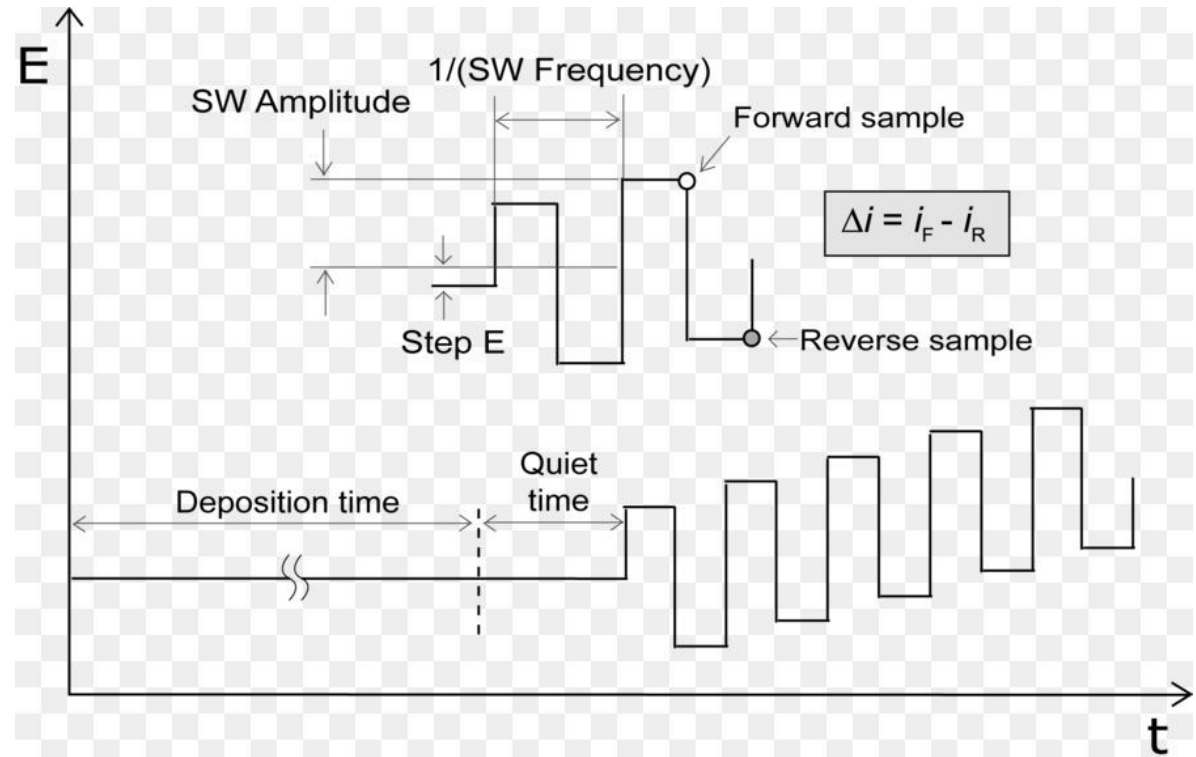 E
1/(SW Frequency)
SW Amplitude
Forward sample
Δi = iF - iR
Step E
Reverse sample
Quiet
time
Deposition time
t